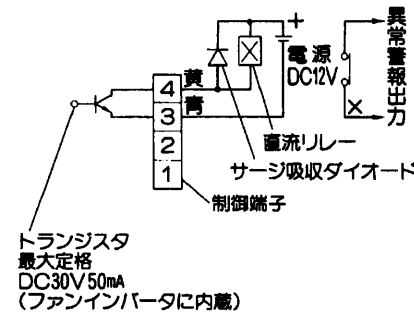 ＋
電源
DC12V
異常警報出力
黄
青
4
3
2
1
直流リレー
サージ吸収ダイオード
制御端子
トランジスタ
最大定格
DC30V 50mA
（ファンインバータに内蔵）